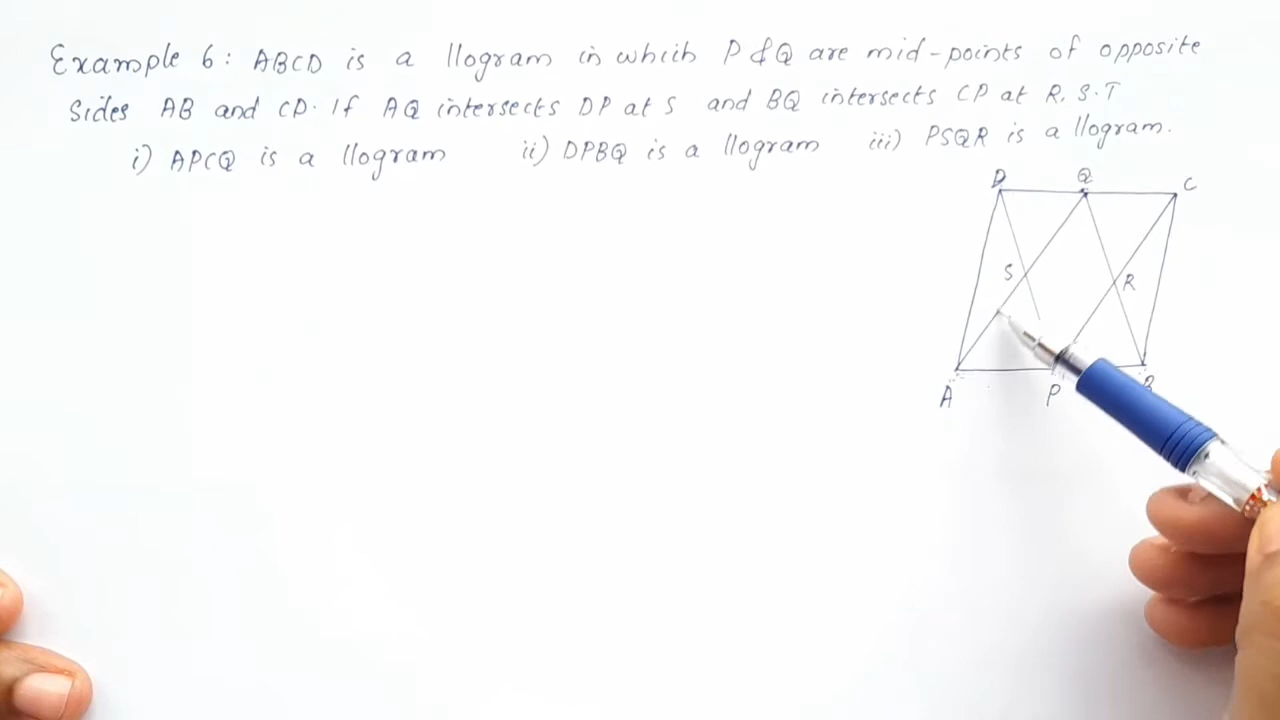 Example 6: ABCD is a llogram in which P & Q are mid-points of opposite
sides AB and CD. If AQ intersects DP at S and BQ intersects CP at R. S.T
i) APCQ is a llogram ii) DPBQ is a llogram iii) PSQR is a llogram.
D Q C
S R
A P B